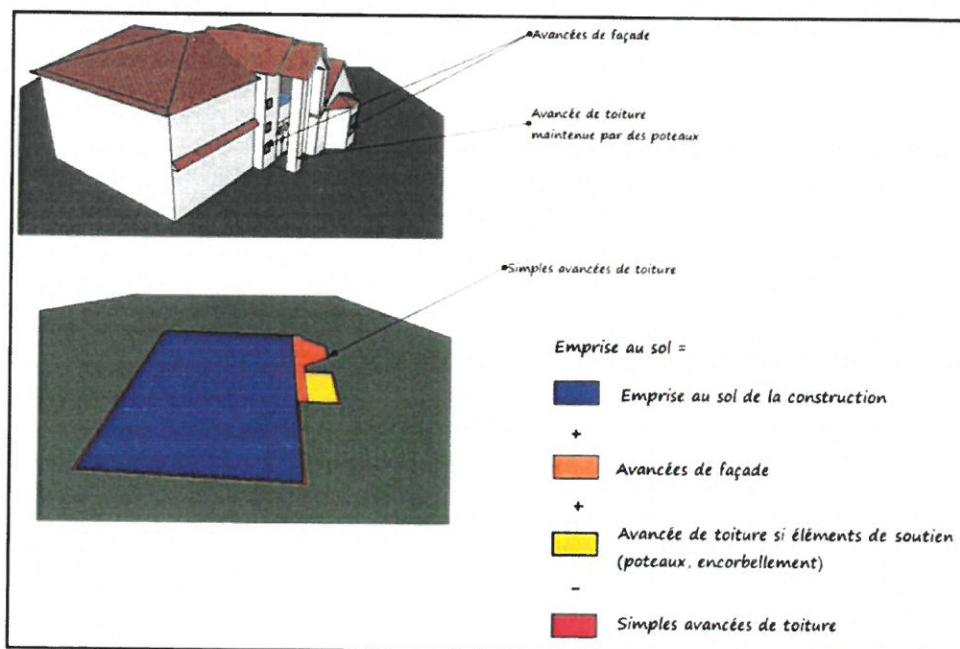 Avancées de façade
Avancée de toiture
maintenue par des poteaux
Simples avancées de toiture
Emprise au sol =
Emprise au sol de la construction
+
Avancées de façade
+
Avancée de toiture si éléments de soutien
(poteaux, encorbellement)
-
Simples avancées de toiture